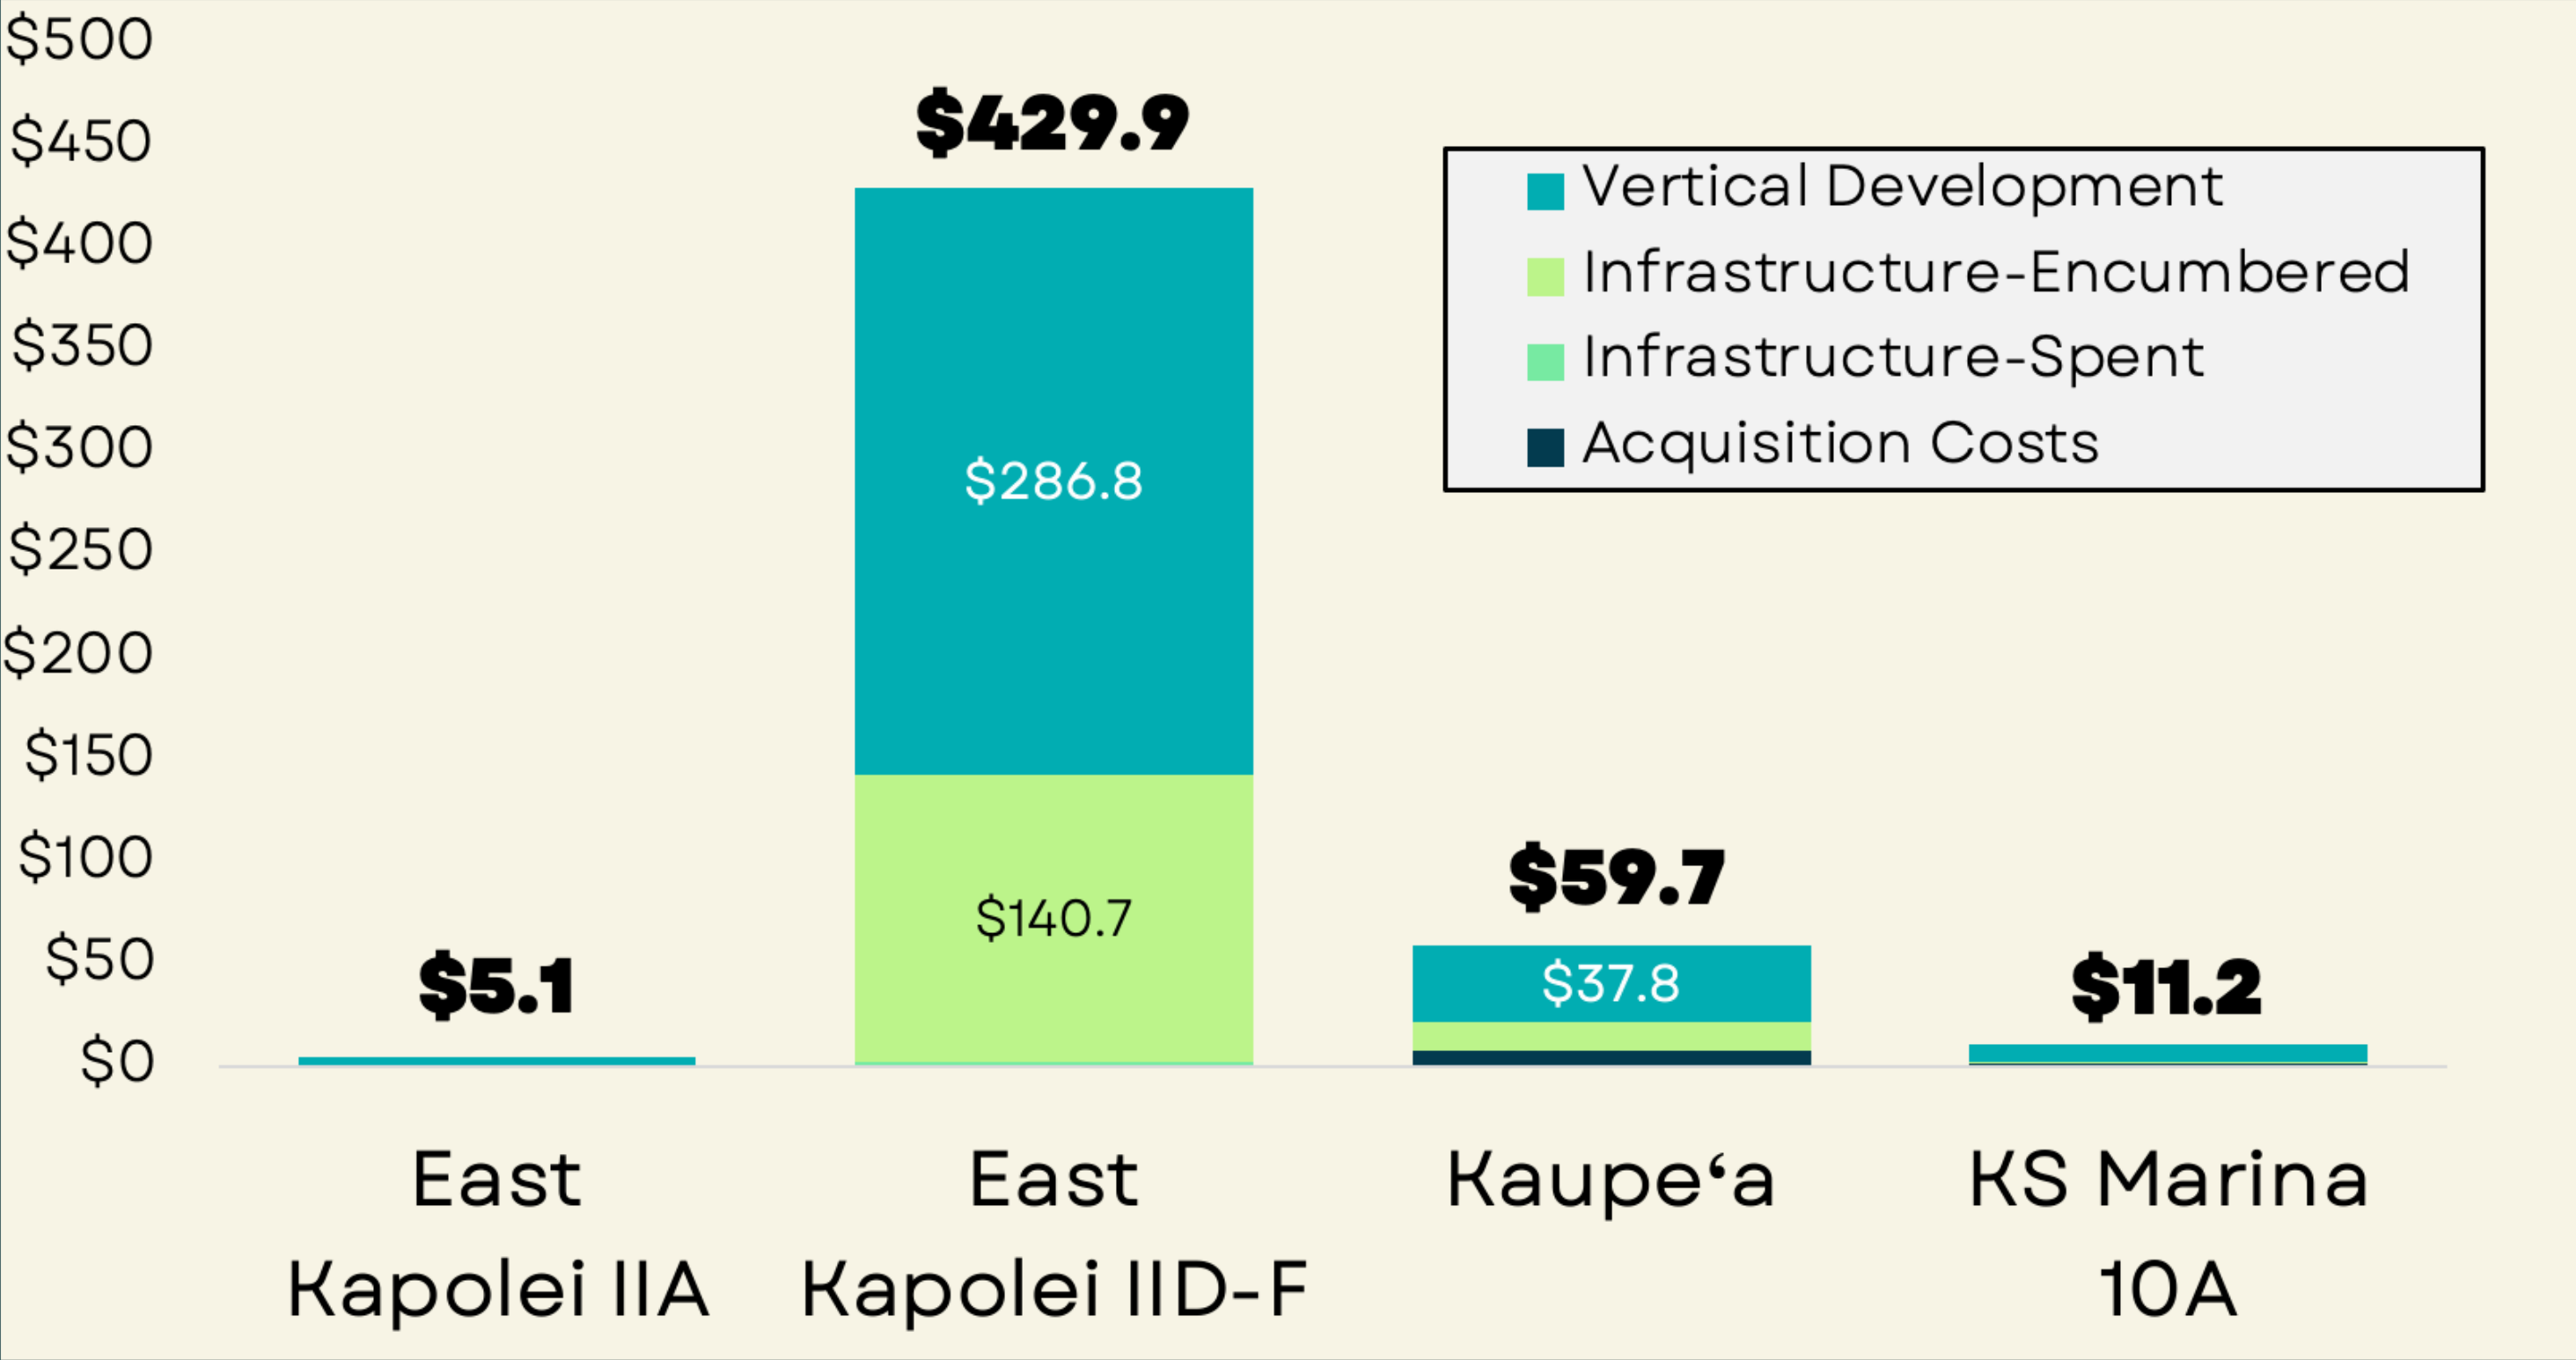 $500
$450
$400
$350
$300
$250
$200
$150
$100
$50
$0
$5.1
$429.9
$286.8
$140.7
$59.7
$37.8
$11.2
Vertical Development
Infrastructure-Encumbered
Infrastructure-Spent
Acquisition Costs
East
Kapolei IIA
East
Kapolei IID-F
Kaupeʻa
KS Marina
10A